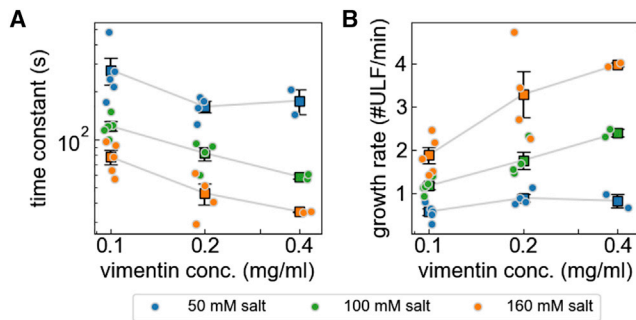 A
B
time constant (s)
10²
0.1 0.2 0.4
vimentin conc. (mg/ml)
growth rate (#ULF/min)
4
3
2
1
0.1 0.2 0.4
vimentin conc. (mg/ml)
50 mM salt 100 mM salt 160 mM salt